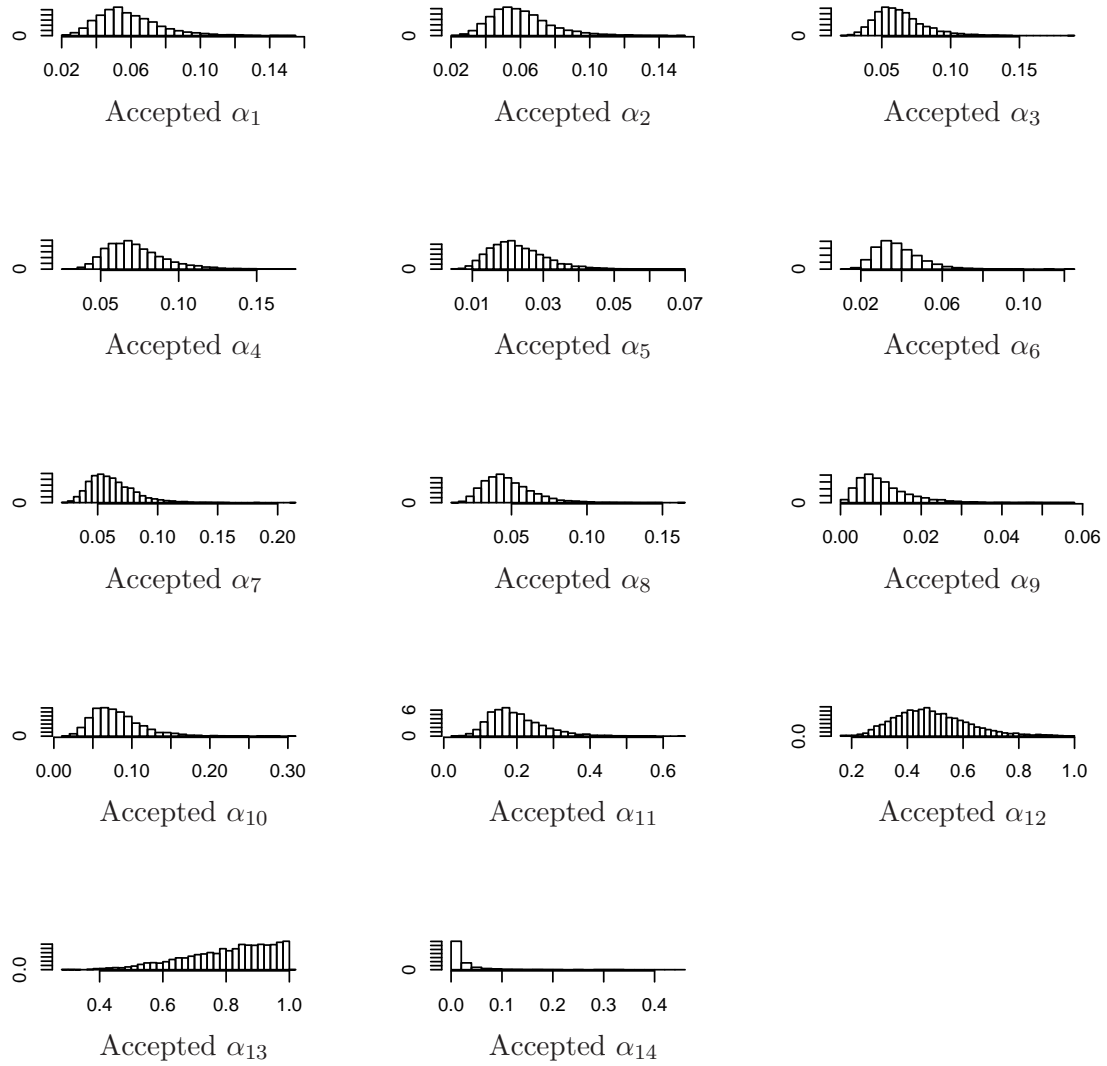 0 0 0
0.02 0.06 0.10 0.14 0.02 0.06 0.10 0.14 0.05 0.10 0.15
Accepted α₁ Accepted α₂ Accepted α₃
0 0 0
0.05 0.10 0.15 0.01 0.03 0.05 0.07 0.02 0.06 0.10
Accepted α₄ Accepted α₅ Accepted α₆
0 0 0
0.05 0.10 0.15 0.20 0.05 0.10 0.15 0.00 0.02 0.04 0.06
Accepted α₇ Accepted α₈ Accepted α₉
0 0 6 0.0
0.00 0.10 0.20 0.30 0.0 0.2 0.4 0.6 0.2 0.4 0.6 0.8 1.0
Accepted α₁₀ Accepted α₁₁ Accepted α₁₂
0.0 0
0.4 0.6 0.8 1.0 0.0 0.1 0.2 0.3 0.4
Accepted α₁₃ Accepted α₁₄